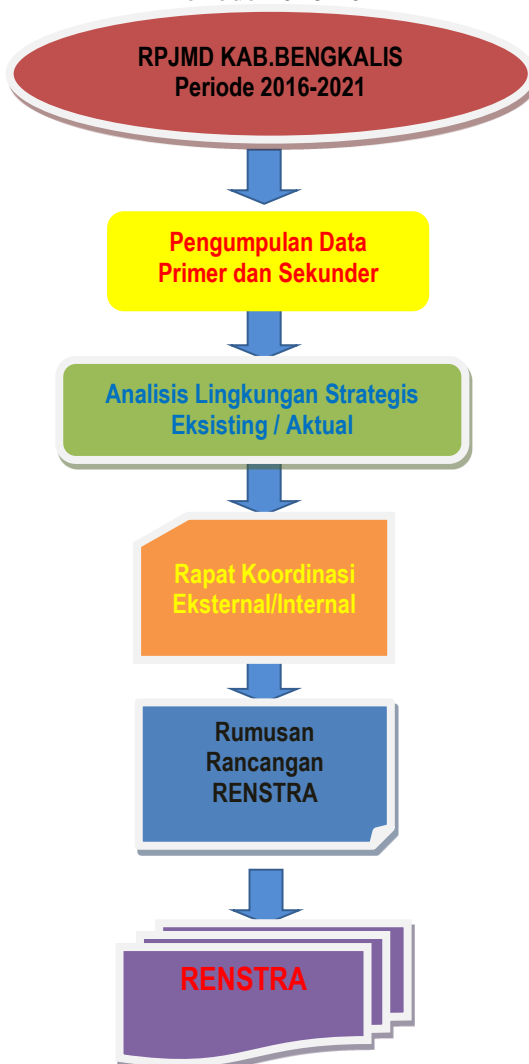 RPJMD KAB.BENGKALIS
Periode 2016-2021
Pengumpulan Data
Primer dan Sekunder
Analisis Lingkungan Strategis
Eksisting / Aktual
Rapat Koordinasi
Eksternal/Internal
Rumusan
Rancangan
RENSTRA
RENSTRA